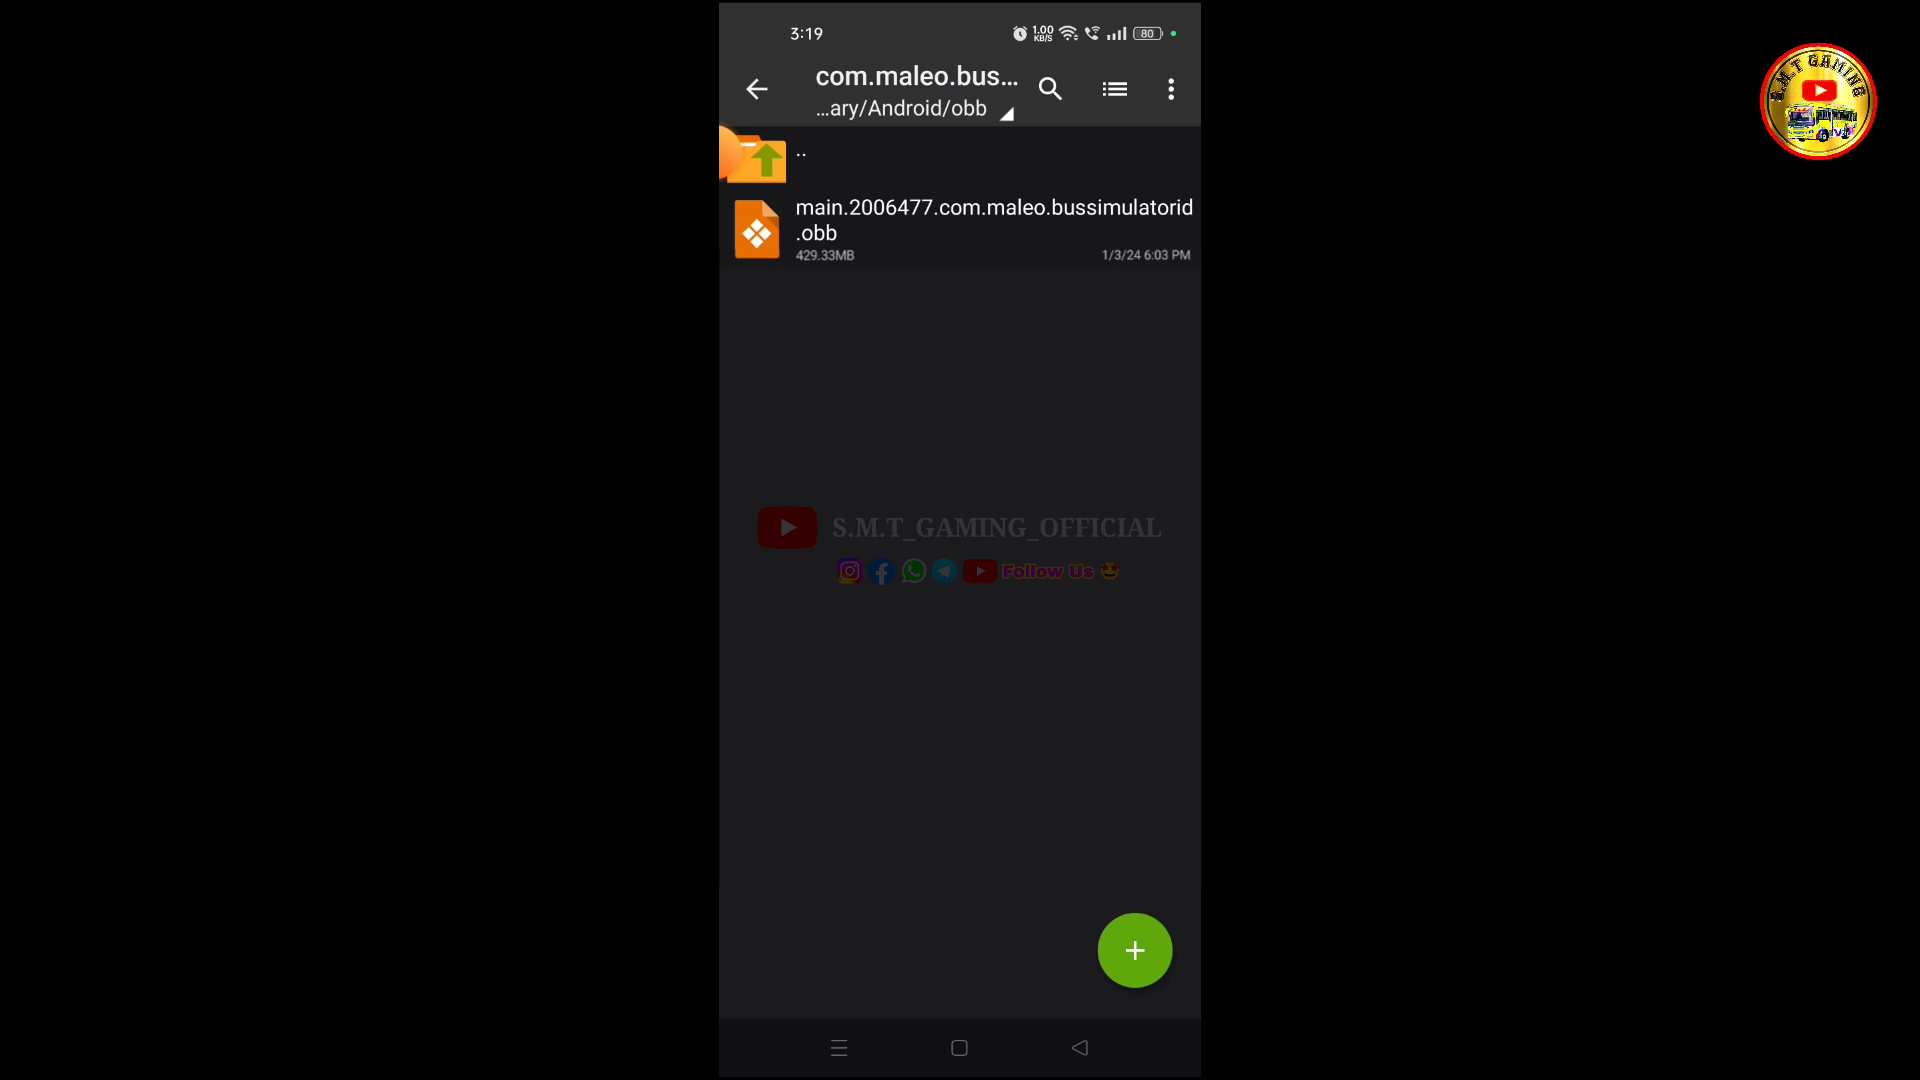 3:19
1.00
KB/S
80
com.maleo.bus...
...ary/Android/obb
..
main.2006477.com.maleo.bussimulatorid
.obb
429.33MB
1/3/24 6:03 PM
S.M.T_GAMING_OFFICIAL
Follow Us
S.M.T GAMING